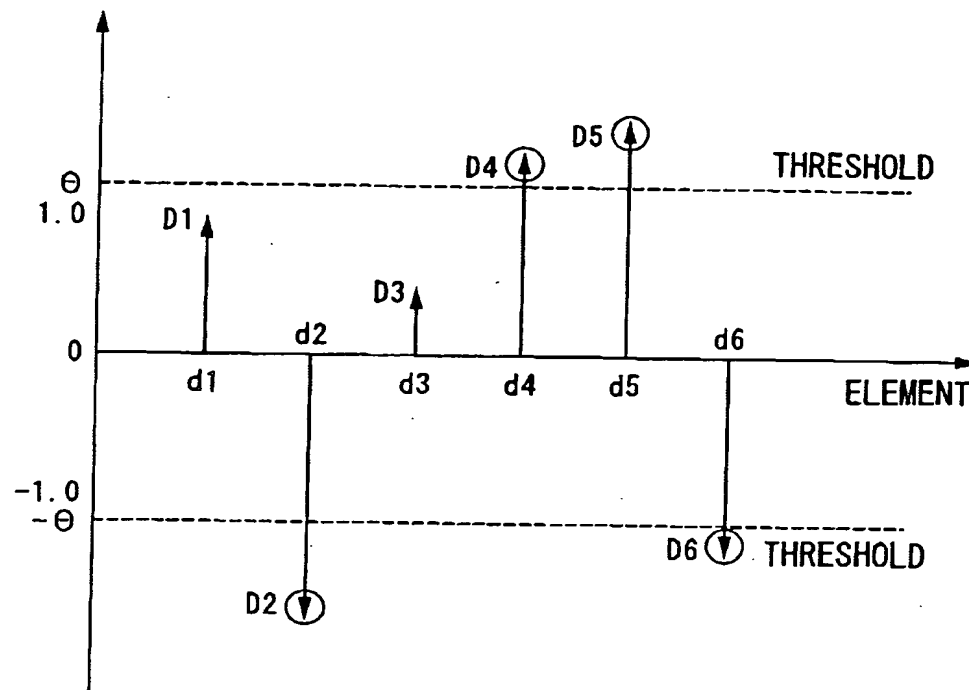 D4
D5
THRESHOLD
Θ
1.0
D1
D3
d2
d6
0
d1
d3
d4
d5
ELEMENT
-1.0
-Θ
D6
THRESHOLD
D2